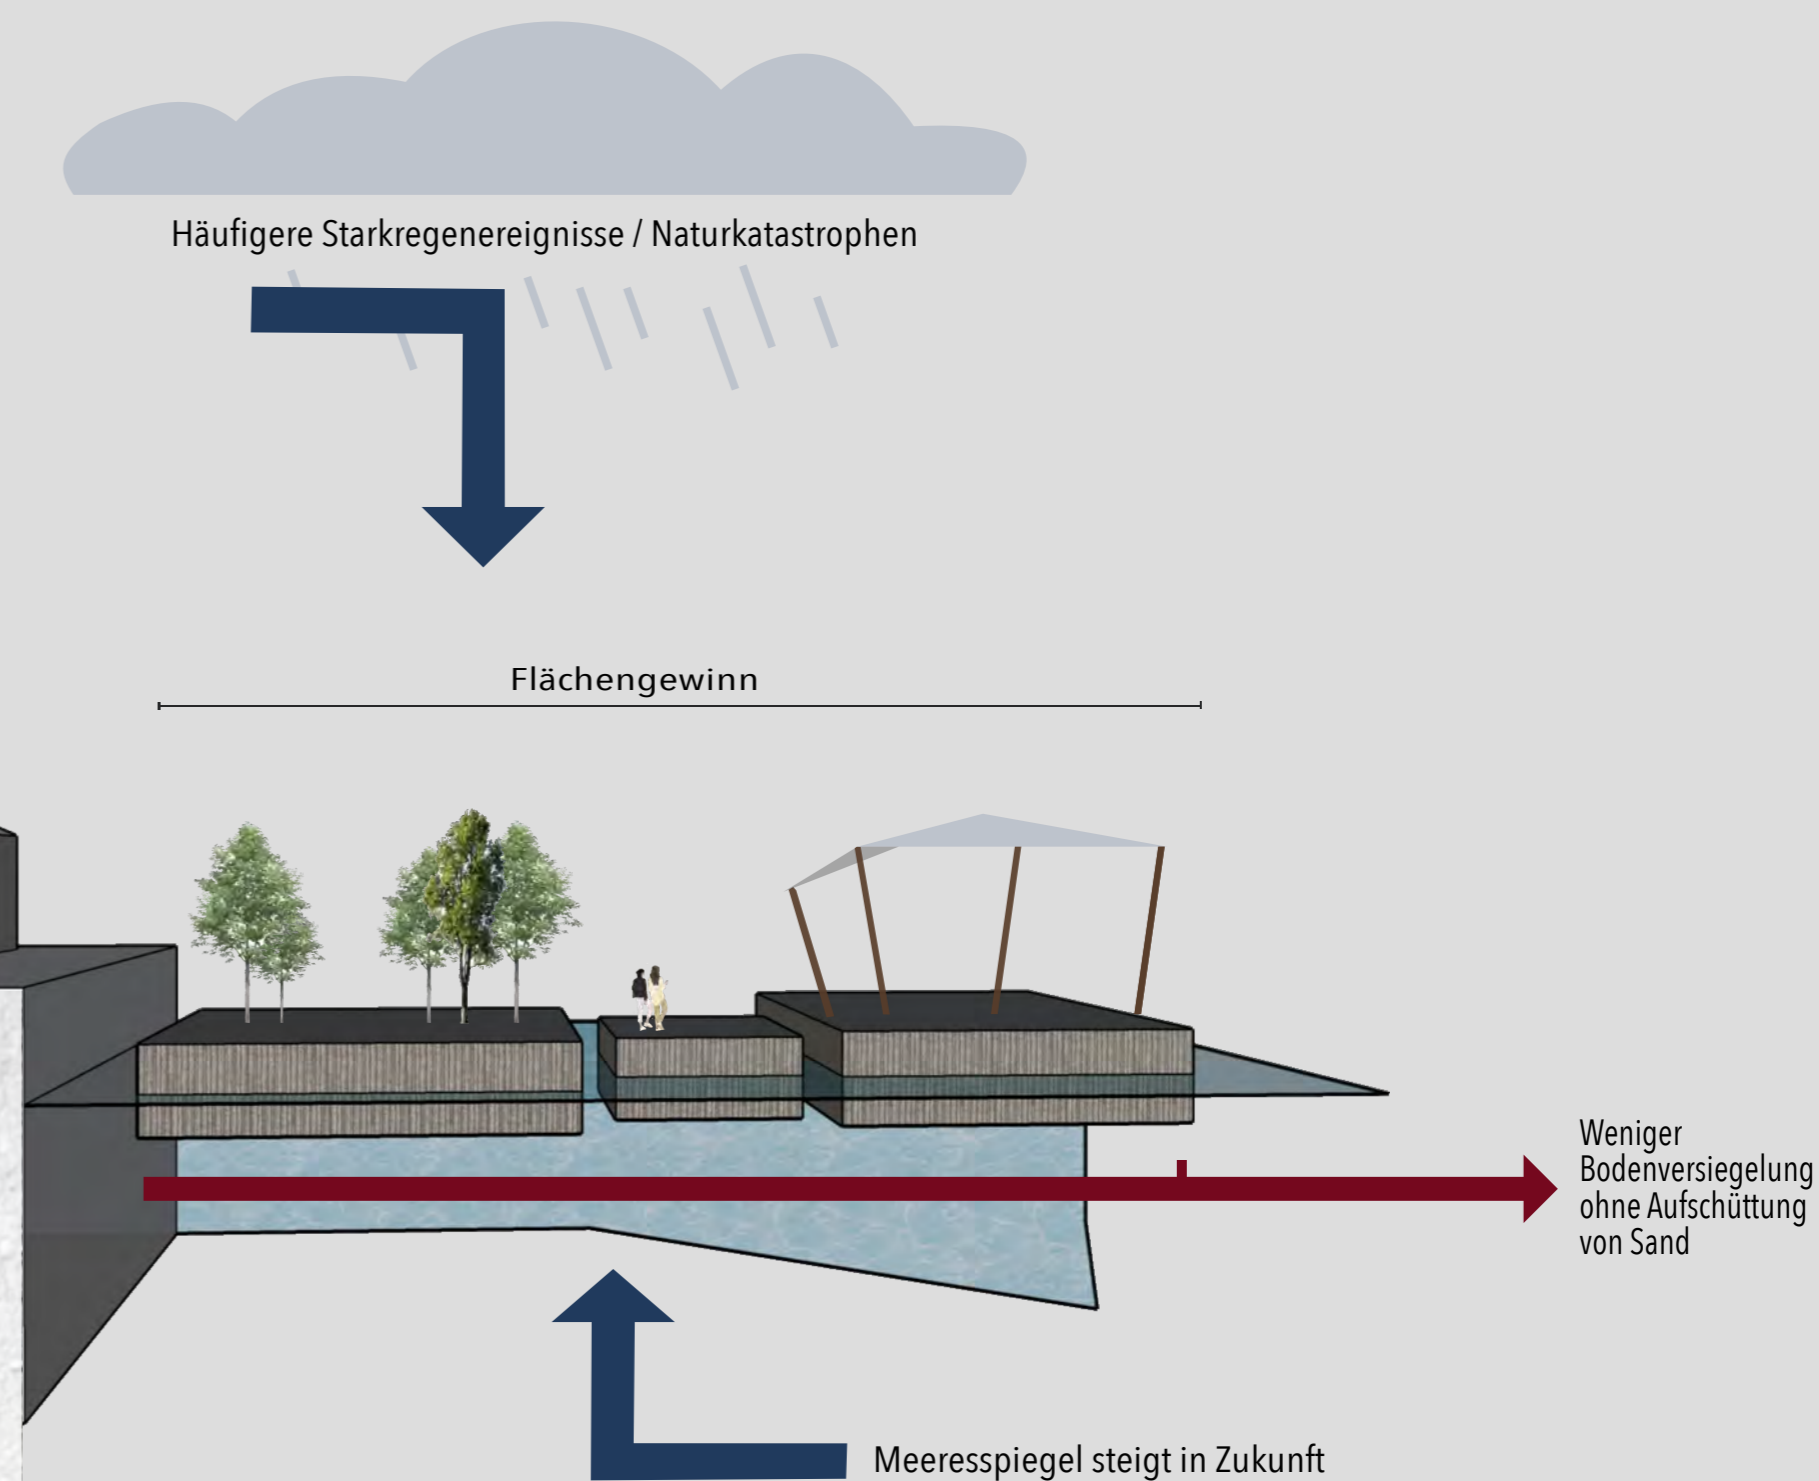 Häufigere Starkregenereignisse / Naturkatastrophen
Flächengewinn
Weniger
Bodenversiegelung
ohne Aufschüttung
von Sand
Meeresspiegel steigt in Zukunft